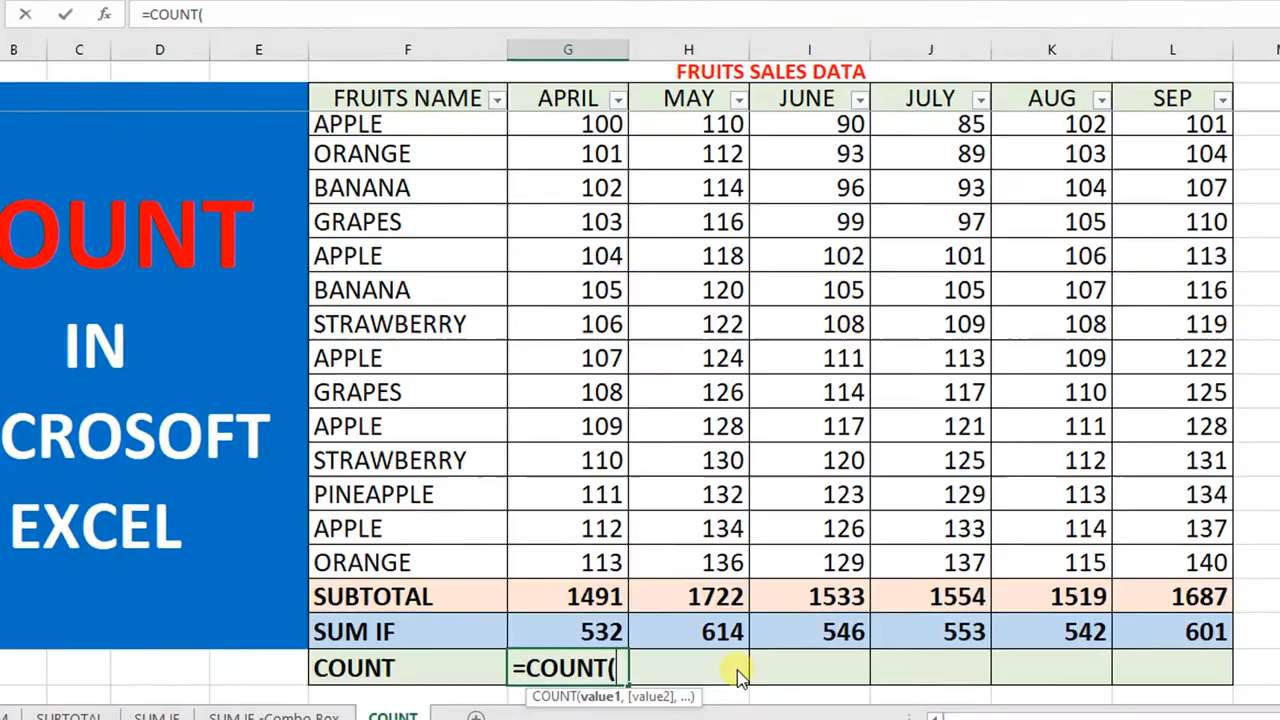 =COUNT(
B C D E F G H I J K L
FRUITS SALES DATA
FRUITS NAME APRIL MAY JUNE JULY AUG SEP
APPLE 100 110 90 85 102 101
ORANGE 101 112 93 89 103 104
BANANA 102 114 96 93 104 107
GRAPES 103 116 99 97 105 110
APPLE 104 118 102 101 106 113
BANANA 105 120 105 105 107 116
STRAWBERRY 106 122 108 109 108 119
APPLE 107 124 111 113 109 122
GRAPES 108 126 114 117 110 125
APPLE 109 128 117 121 111 128
STRAWBERRY 110 130 120 125 112 131
PINEAPPLE 111 132 123 129 113 134
APPLE 112 134 126 133 114 137
ORANGE 113 136 129 137 115 140
SUBTOTAL 1491 1722 1533 1554 1519 1687
SUM IF 532 614 546 553 542 601
COUNT =COUNT(
COUNT(value1, [value2], ...)
OUNT
IN
CROSOFT
EXCEL
SUBTOTAL SUM IF SUM IF -Combo Box COUNT